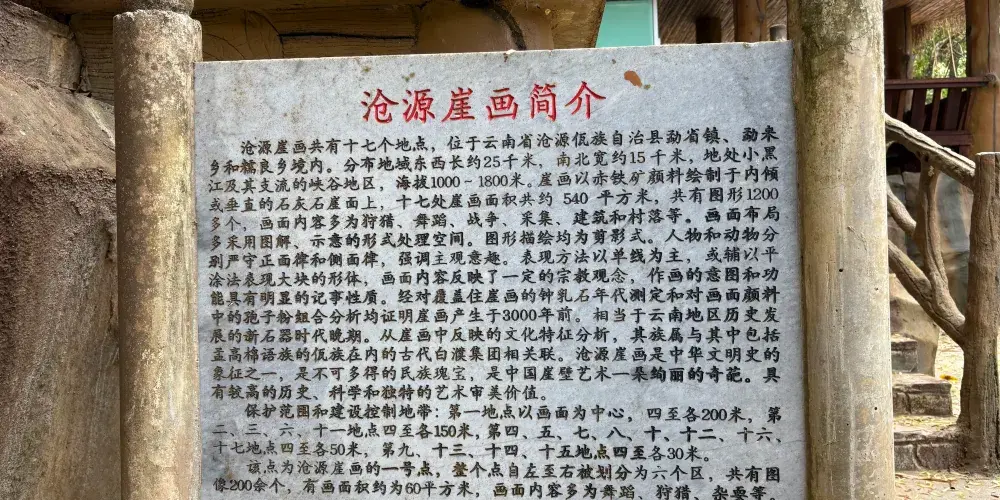 沧源崖画简介
沧源崖画共有十七个地点，位于云南省沧源佤族自治县勐省镇、勐来
乡和糯良乡境内。分布地域东西长约25千米，南北宽约15千米，地处小黑
江及其支流的峡谷地区，海拔1000～1800米。崖画以赤铁矿颜料绘制于内倾
或垂直的石灰石崖面上，十七处崖画面积共约 540 平方米，共有图形1200
多个，画面内容多为狩猎、舞蹈、战争、采集、建筑和村落等。画面布局
多采用图解、示意的形式处理空间。图形描绘均为剪影式。人物和动物分
别严守正面律和侧面律，强调主观意趣。表现方法以单线为主，或辅以平
涂法表现大块的形体，画面内容反映了一定的宗教观念，作画的意图和功
能具有明显的记事性质。经对覆盖住崖画的钟乳石年代测定和对画面颜料
中的孢子粉组合分析均证明崖画产生于3000年前。相当于云南地区历史发
展的新石器时代晚期。从崖画中反映的文化特征分析，其族属与其中包括
孟高棉语族的佤族在内的古代白濮集团相关联。沧源崖画是中华文明史的
象征之一，是不可多得的民族瑰宝，是中国崖壁艺术一朵绚丽的奇葩。具
有较高的历史、科学和独特的艺术审美价值。
保护范围和建设控制地带：第一地点以画面为中心，四至各200米，第
二、三、六、十一地点四至各150米，第四、五、七、八、十、十二、十六、
十七地点四至各50米，第九、十三、十四、十五地点四至各30米。
该点为沧源崖画的一号点，整个点自左至右被划分为六个区，共有图
像200余个，有画面积约为60平方米，画面内容多为舞蹈、狩猎、杂耍等。